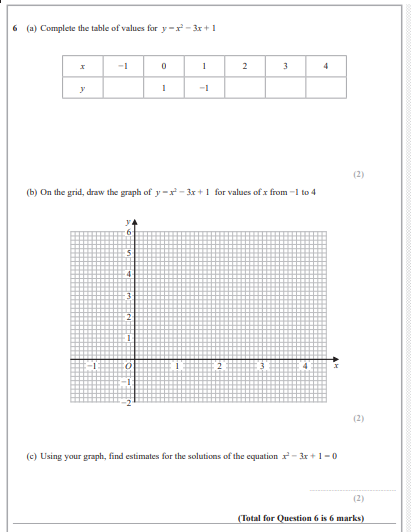 6 (a) Complete the table of values for y = x² − 3x + 1
x −1 0 1 2 3 4
y 1 −1
(2)
(b) On the grid, draw the graph of y = x² − 3x + 1 for values of x from −1 to 4
y
6
5
4
3
2
1
−1 O 1 2 3 4 x
−1
−2
(2)
(c) Using your graph, find estimates for the solutions of the equation x² − 3x + 1 = 0
(2)
(Total for Question 6 is 6 marks)